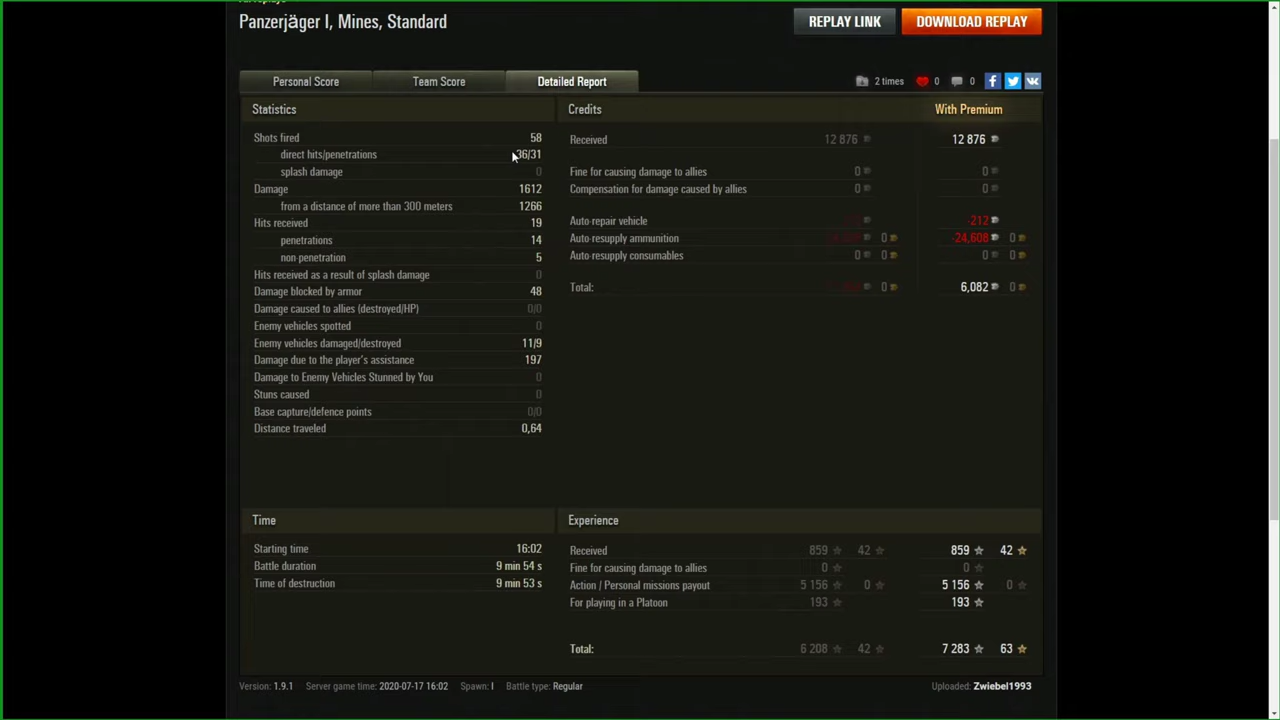 Panzerjäger I, Mines, Standard
REPLAY LINK
DOWNLOAD REPLAY
Personal Score
Team Score
Detailed Report
2 times
0
0
Statistics
Shots fired 58
direct hits/penetrations 36/31
splash damage 0
Damage 1612
from a distance of more than 300 meters 1266
Hits received 19
penetrations 14
non-penetration 5
Hits received as a result of splash damage 0
Damage blocked by armor 48
Damage caused to allies (destroyed/HP) 0/0
Enemy vehicles spotted 0
Enemy vehicles damaged/destroyed 11/9
Damage due to the player's assistance 197
Damage to Enemy Vehicles Stunned by You 0
Stuns caused 0
Base capture/defence points 0/0
Distance traveled 0,64
Credits With Premium
Received 12 876 12 876
Fine for causing damage to allies 0 0
Compensation for damage caused by allies 0 0
Auto-repair vehicle -212
Auto-resupply ammunition 0 -24,608 0
Auto-resupply consumables 0 0 0 0
Total: 0 6,082 0
Time
Starting time 16:02
Battle duration 9 min 54 s
Time of destruction 9 min 53 s
Experience
Received 859 42 859 42
Fine for causing damage to allies 0 0
Action / Personal missions payout 5 156 0 5 156 0
For playing in a Platoon 193 193
Total: 6 208 42 7 283 63
Version: 1.9.1 Server game time: 2020-07-17 16:02 Spawn: I Battle type: Regular Uploaded: Zwiebel1993